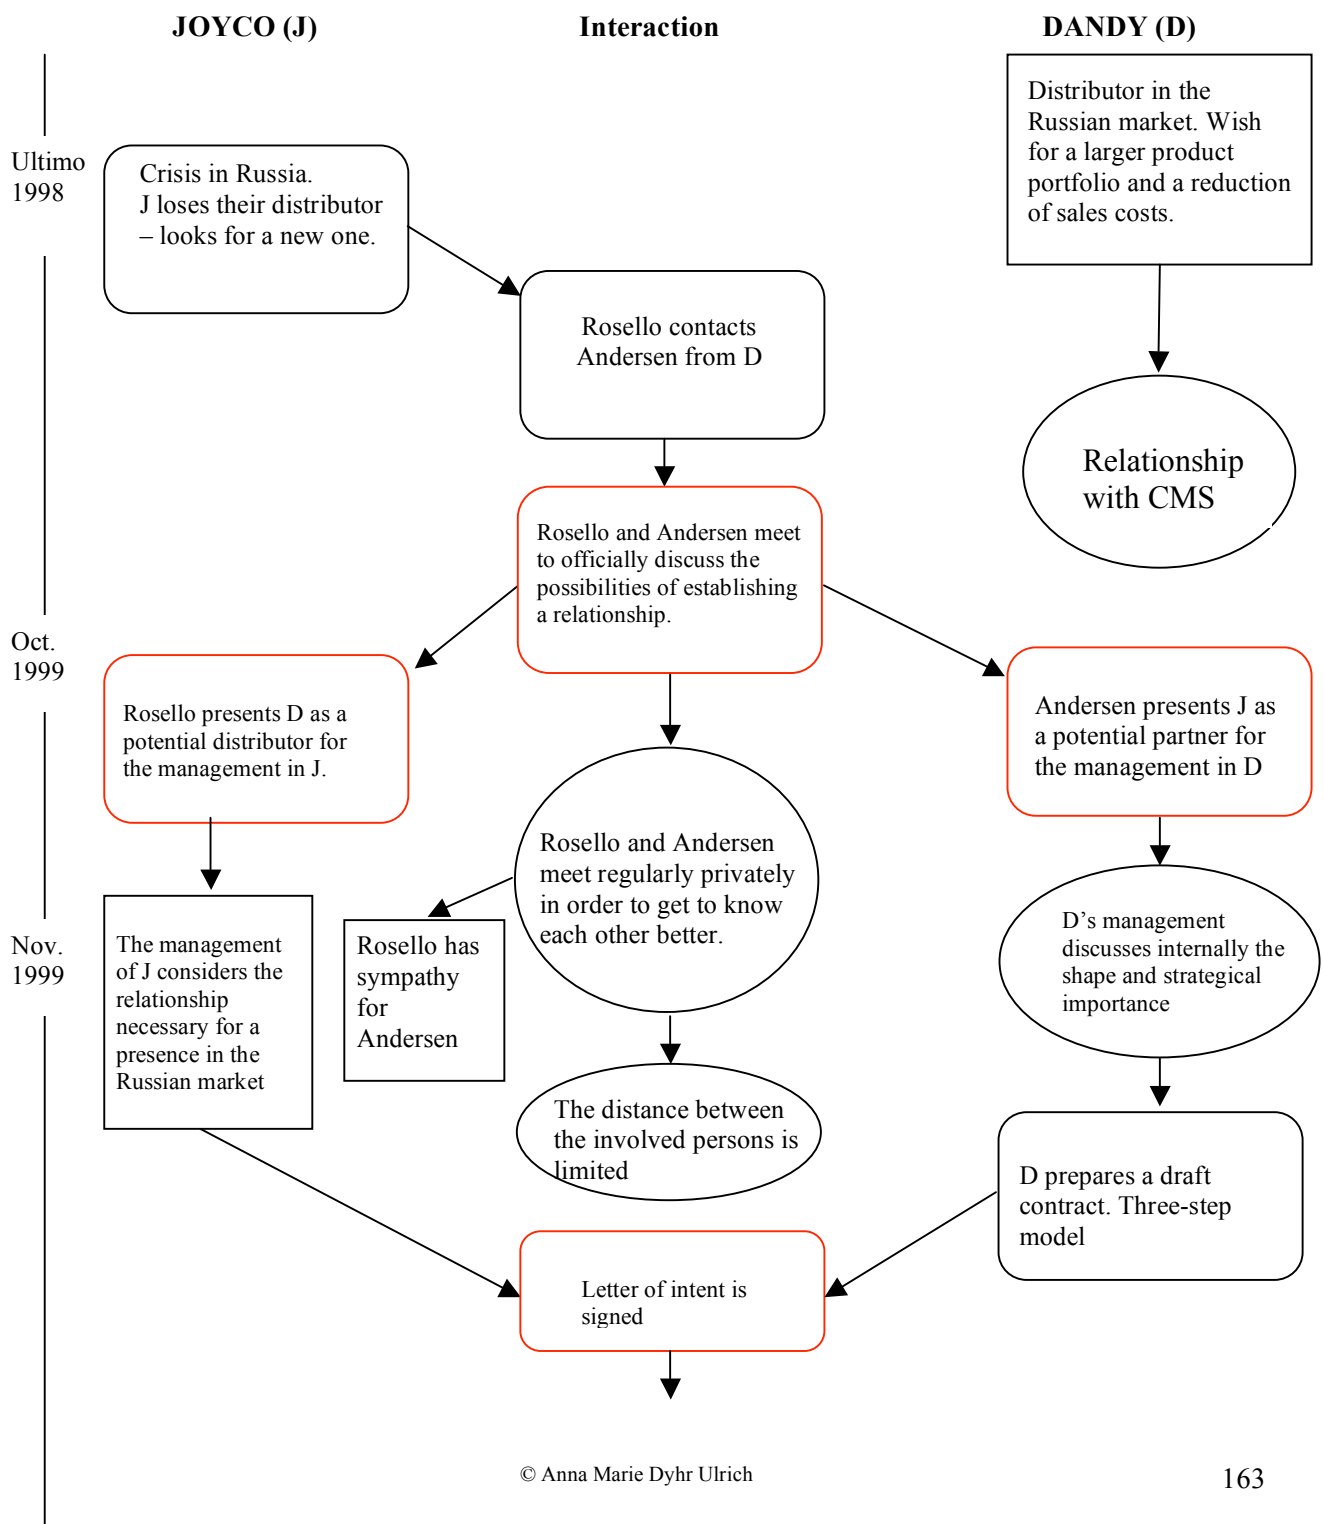 JOYCO (J)
Interaction
DANDY (D)
Distributor in the
Russian market. Wish
for a larger product
portfolio and a reduction
of sales costs.
Ultimo
1998
Crisis in Russia.
J loses their distributor
– looks for a new one.
Rosello contacts
Andersen from D
Relationship
with CMS
Rosello and Andersen meet
to officially discuss the
possibilities of establishing
a relationship.
Oct.
1999
Rosello presents D as a
potential distributor for
the management in J.
Andersen presents J as
a potential partner for
the management in D
Rosello and Andersen
meet regularly privately
in order to get to know
each other better.
Nov.
1999
The management
of J considers the
relationship
necessary for a
presence in the
Russian market
Rosello has
sympathy
for
Andersen
D’s management
discusses internally the
shape and strategical
importance
The distance between
the involved persons is
limited
D prepares a draft
contract. Three-step
model
Letter of intent is
signed
© Anna Marie Dyhr Ulrich
163